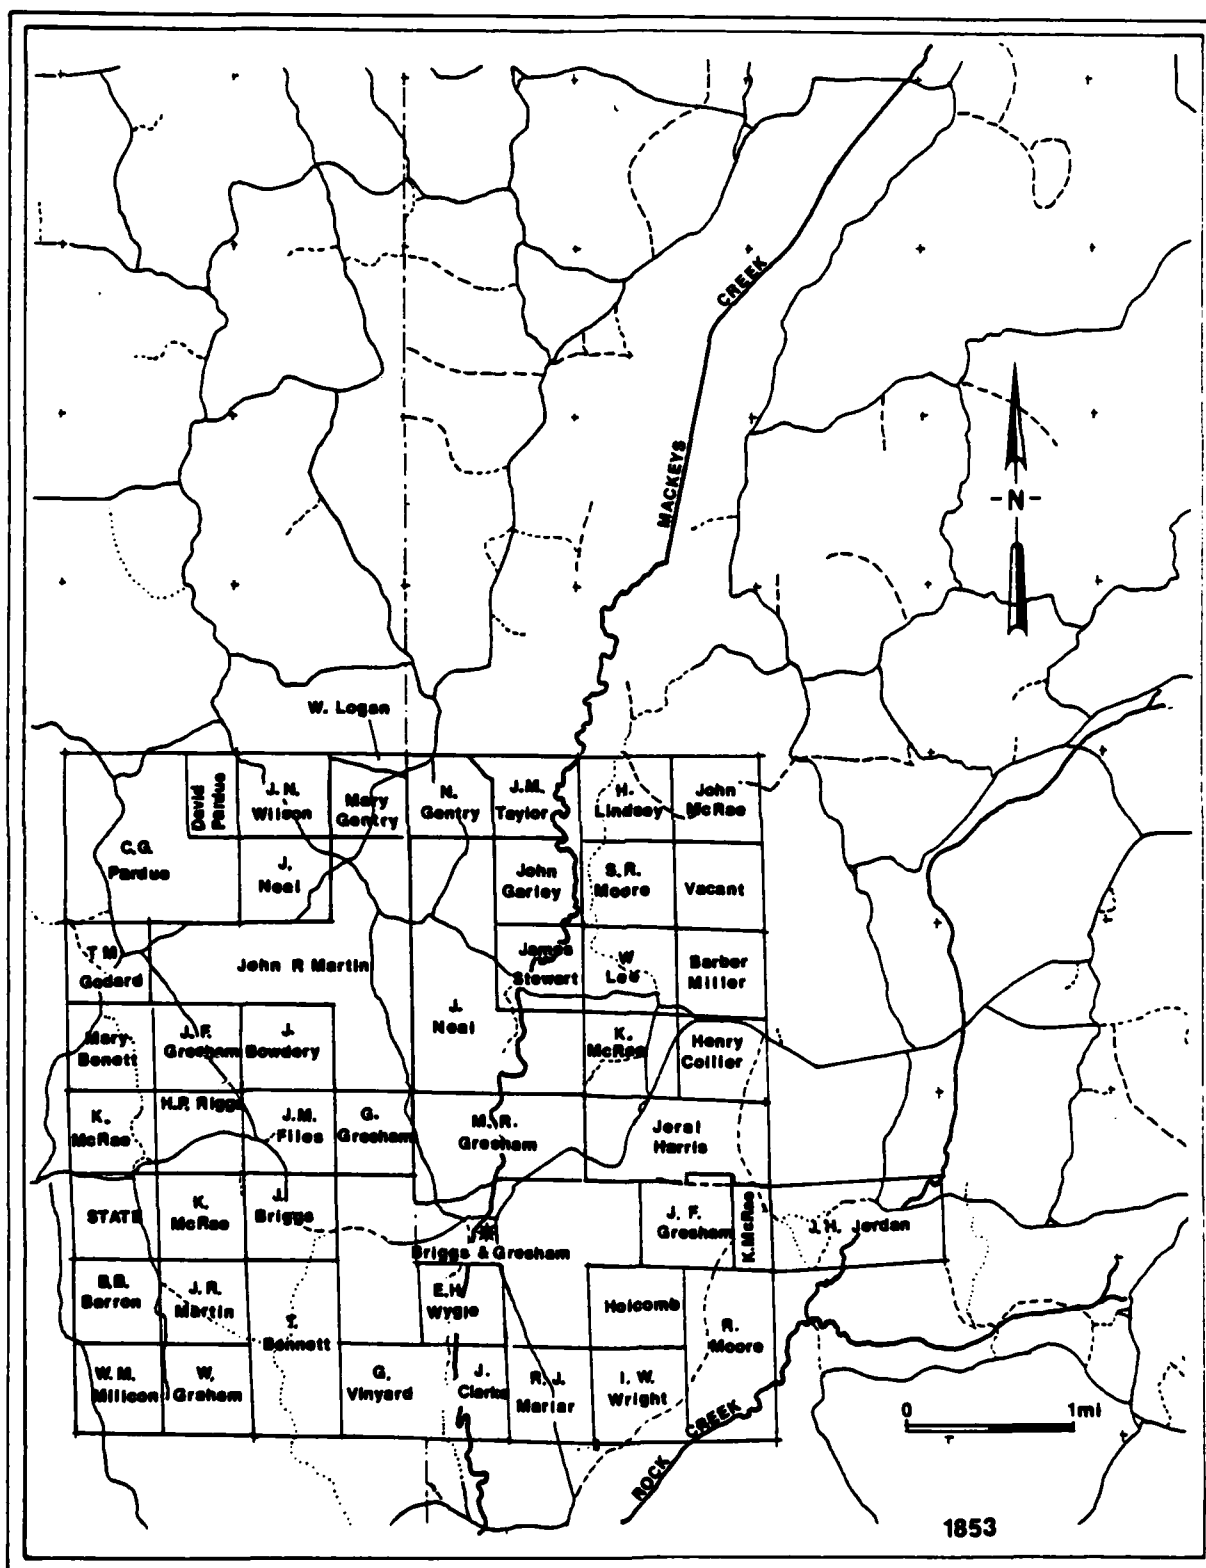 CREEK
MACKEYS
-N-
W. Logan
David
Pardue
J. N.
Wilson
Mary
Gentry
N.
Gentry
J.M.
Taylor
H.
Lindsey
John
McRae
C.G.
Pardue
J.
Neal
John
Garley
S.R.
Moore
Vacant
T M
Godard
John R Martin
J.
Neal
James
Stewart
W
Lee
Barber
Miller
Mary
Benett
J. F.
Gresham
J.
Bowdery
K.
McRae
Henry
Collier
K.
McRae
H.P. Riggs
J.M.
Files
G.
Gresham
M. R.
Gresham
Jeral
Harris
STATE
K.
McRae
J.
Briggs
Briggs & Gresham
J. F.
Gresham
K. McRae
J. H. Jordan
B.B.
Barron
J. R.
Martin
T.
Bennett
E.H.
Wygle
Holcomb
R.
Moore
W. M.
Millcon
W.
Graham
G.
Vinyard
J.
Clarke
R. J.
Marlar
I. W.
Wright
ROCK CREEK
0 1mi
1853